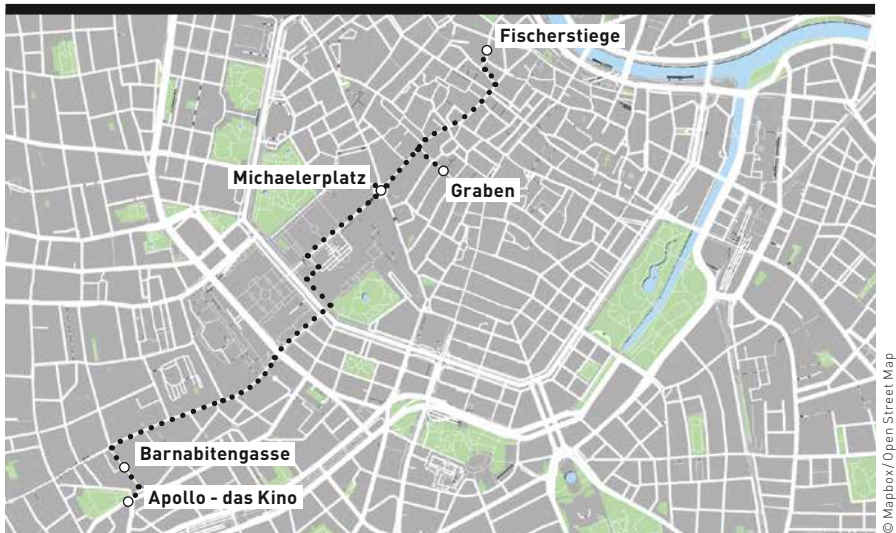 Fischerstiege
Michaelerplatz
Graben
Barnabitengasse
Apollo - das Kino
© Mapbox/Open Street Map